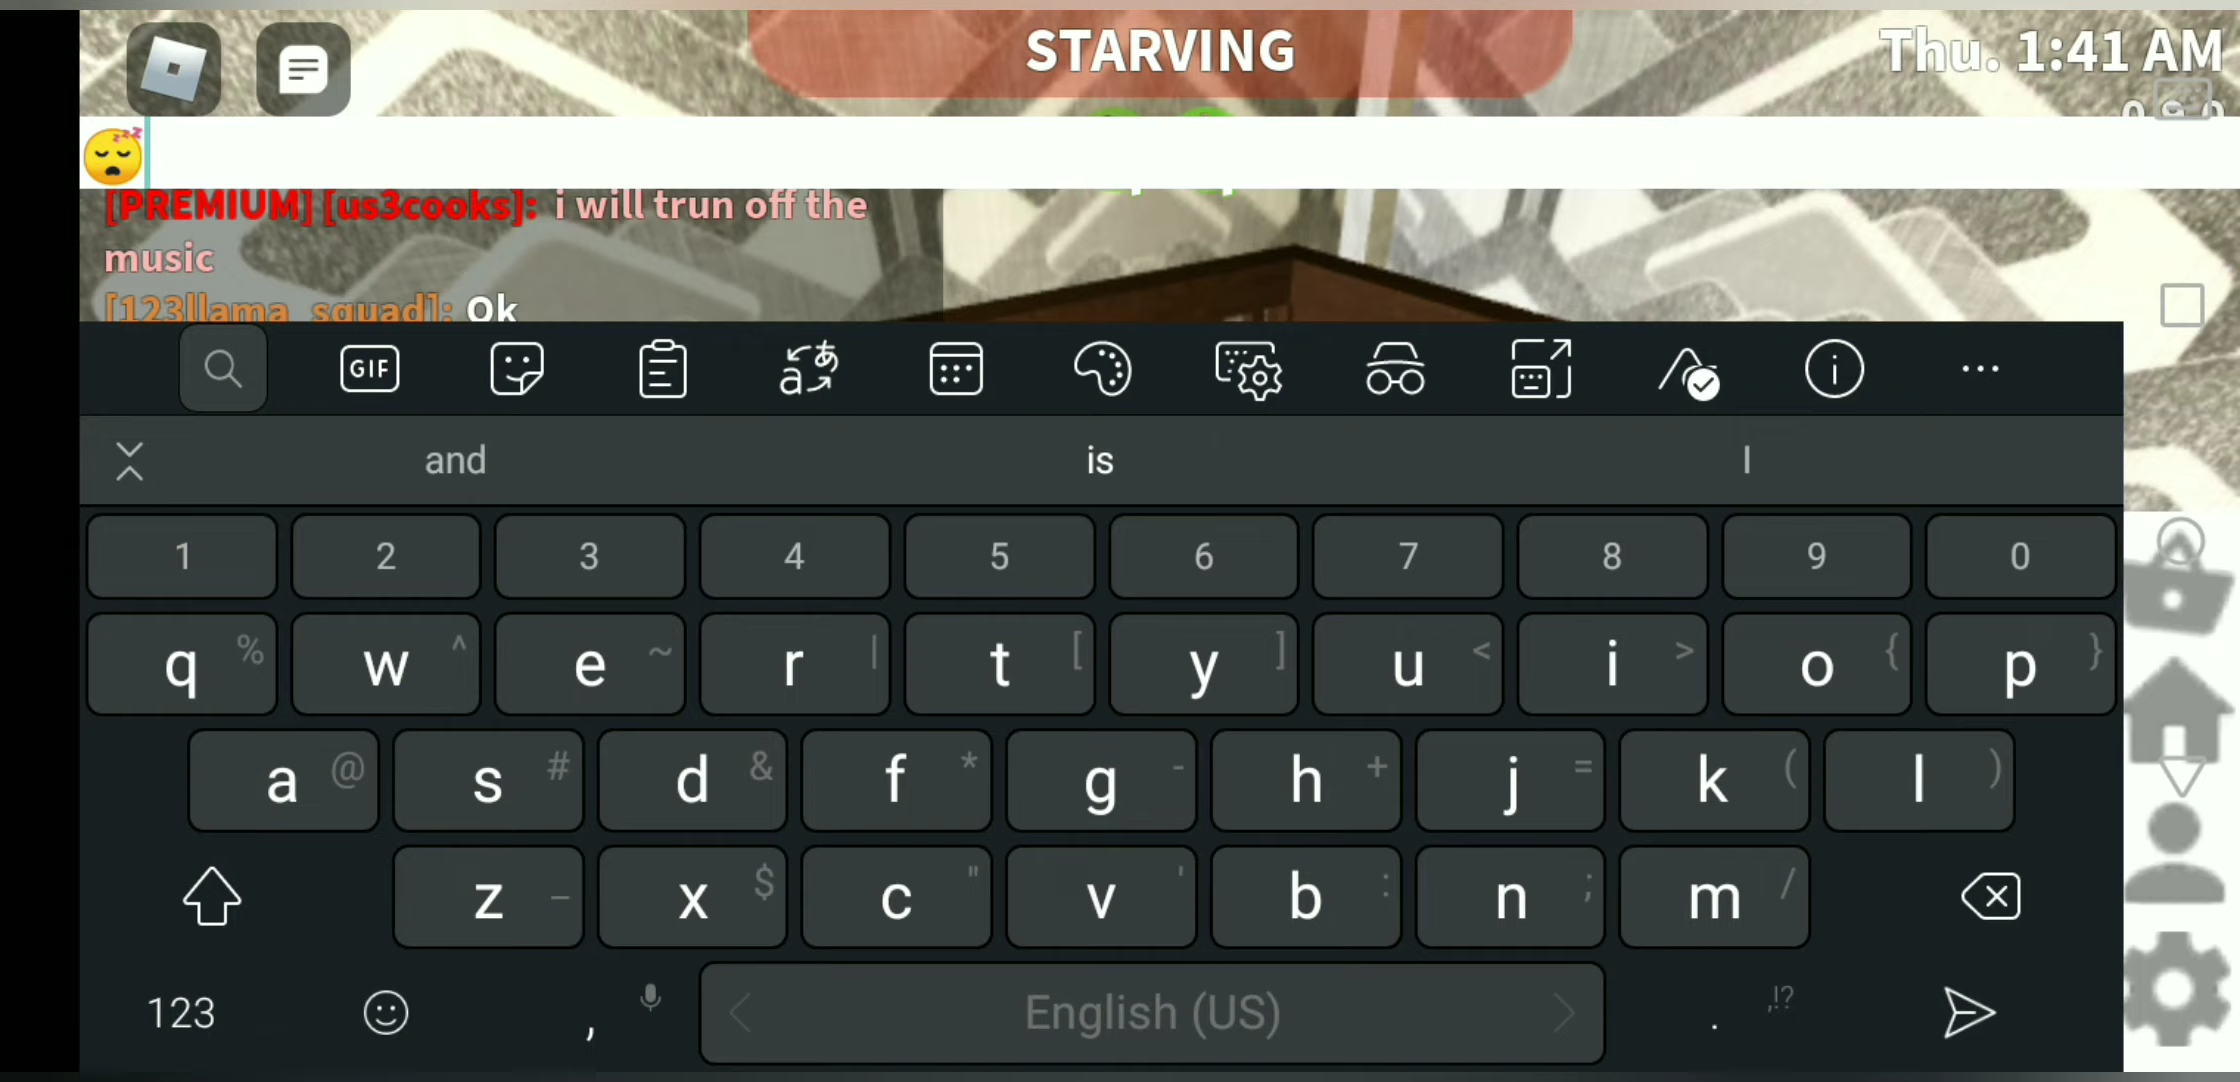 STARVING
Thu. 1:41 AM
😴
[PREMIUM] [us3cooks]: i will trun off the
music
[123llama_squad]: Ok
GIF
and is I
1 2 3 4 5 6 7 8 9 0
q % w ^ e ~ r | t [ y ] u < i > o { p }
a @ s # d & f * g - h + j = k ( l )
z _ x $ c " v ' b : n ; m /
123 , < English (US) > . ,!?